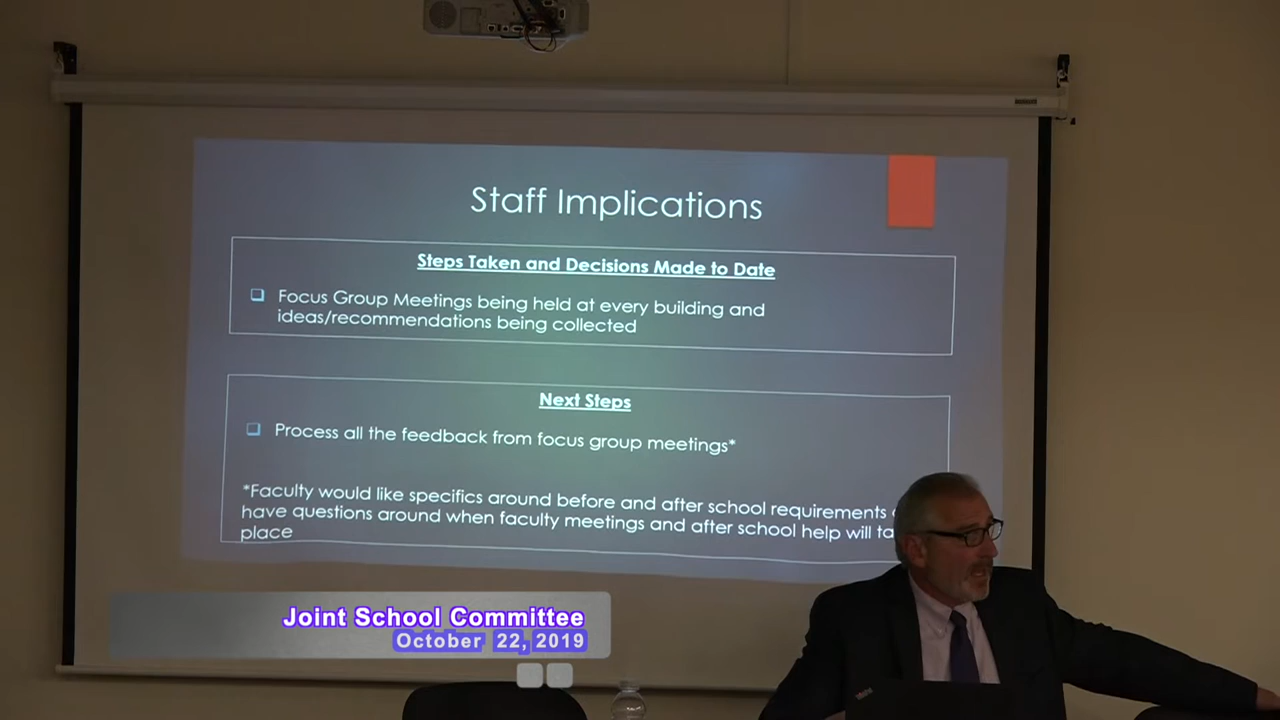 Staff Implications
Steps Taken and Decisions Made to Date
Focus Group Meetings being held at every building and
ideas/recommendations being collected
Next Steps
Process all the feedback from focus group meetings*
*Faculty would like specifics around before and after school requirements
have questions around when faculty meetings and after school help will ta
place
Joint School Committee
October 22, 2019